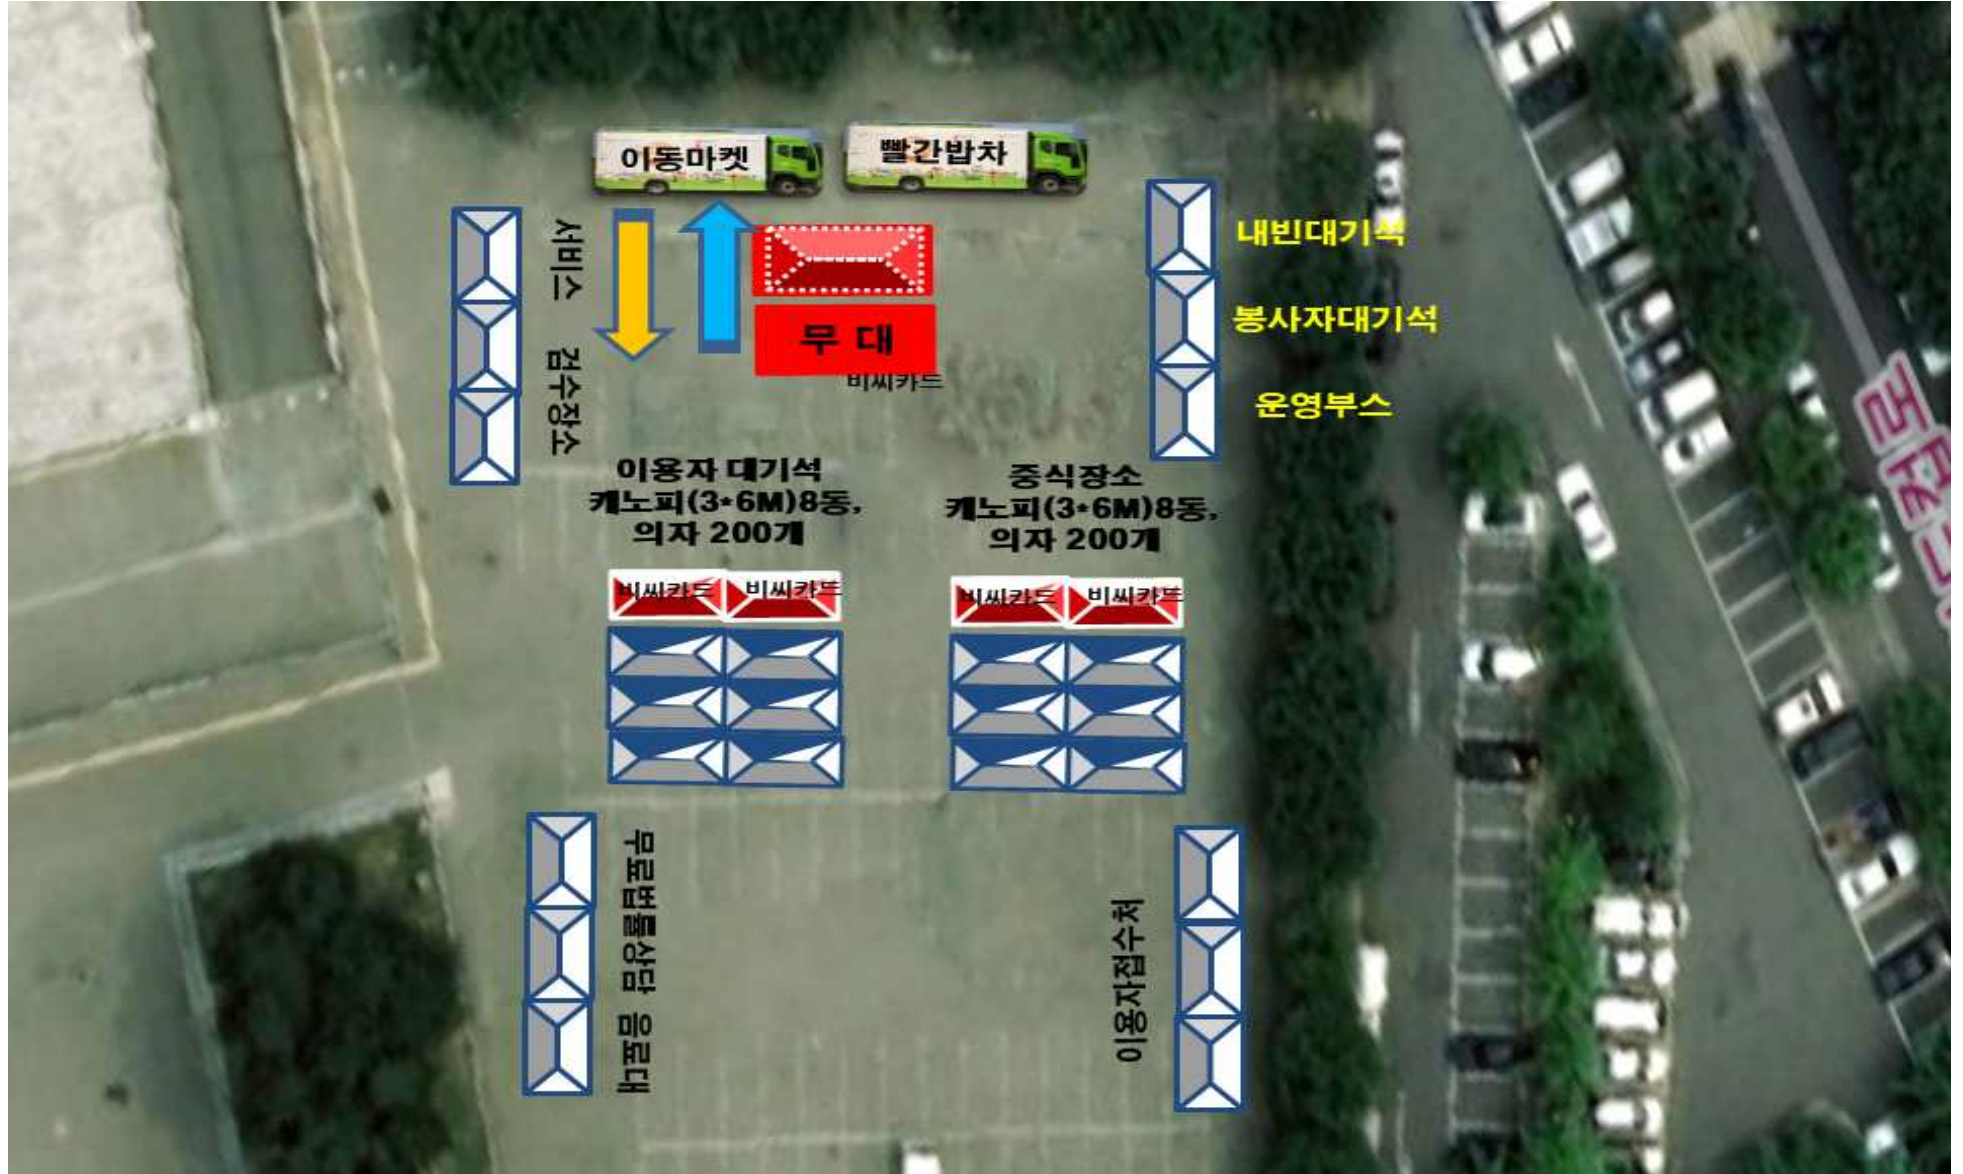 이동마켓
빨간밥차
서비스 검수장소
무 대
비씨카드
내빈대기석
봉사자대기석
운영부스
이용자 대기석
캐노피(3*6M)8동,
의자 200개
중식장소
캐노피(3*6M)8동,
의자 200개
비씨카드
비씨카드
비씨카드
비씨카드
무료법률상담 음료대
이용자접수처